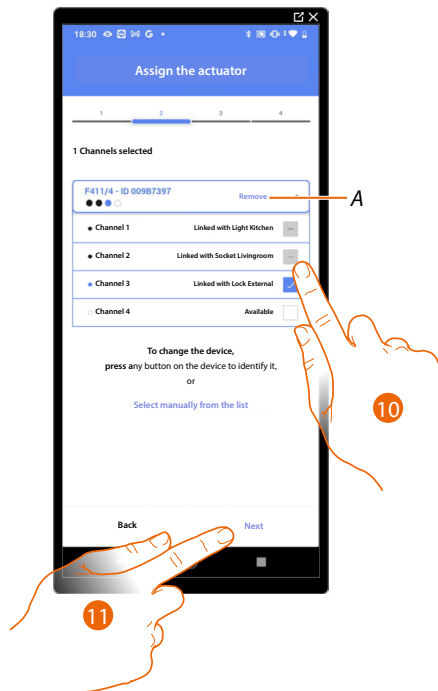 18:30 G
Assign the actuator
1 2 3 4
1 Channels selected
F411/4 - ID 009B7397
Remove
A
Channel 1 Linked with Light Kitchen
Channel 2 Linked with Socket Livingroom
Channel 3 Linked with Lock External
Channel 4 Available
To change the device,
press any button on the device to identify it,
or
Select manually from the list
10
Back Next
11